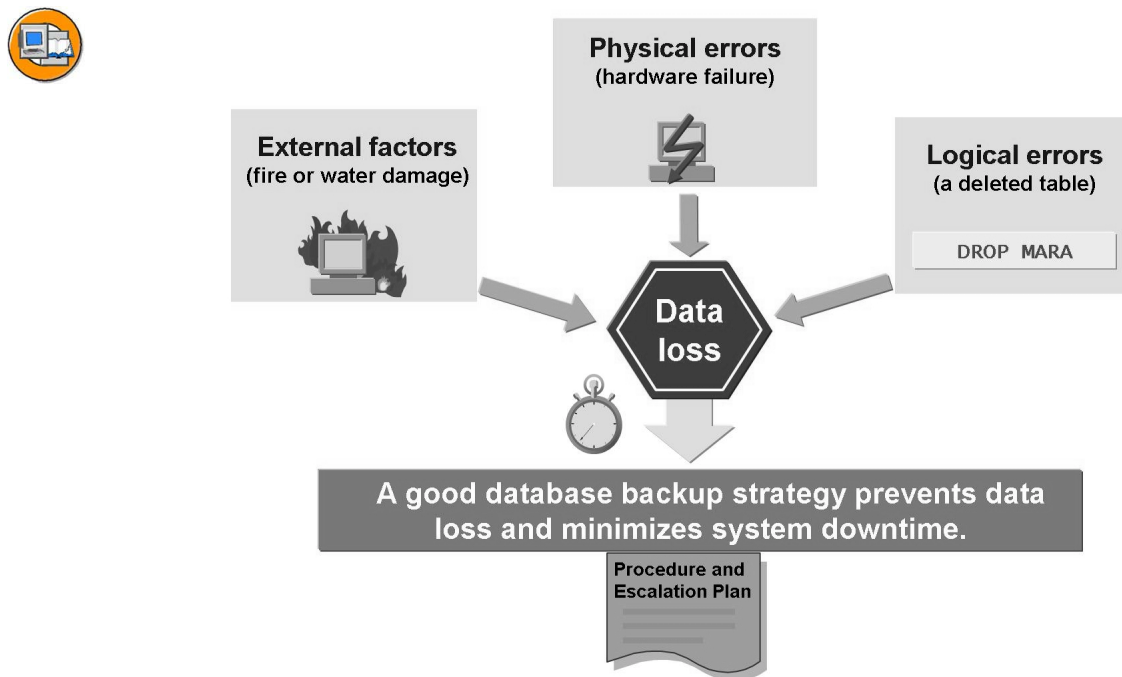 Physical errors
(hardware failure)
External factors
(fire or water damage)
Logical errors
(a deleted table)
DROP MARA
Data
loss
A good database backup strategy prevents data
loss and minimizes system downtime.
Procedure and
Escalation Plan